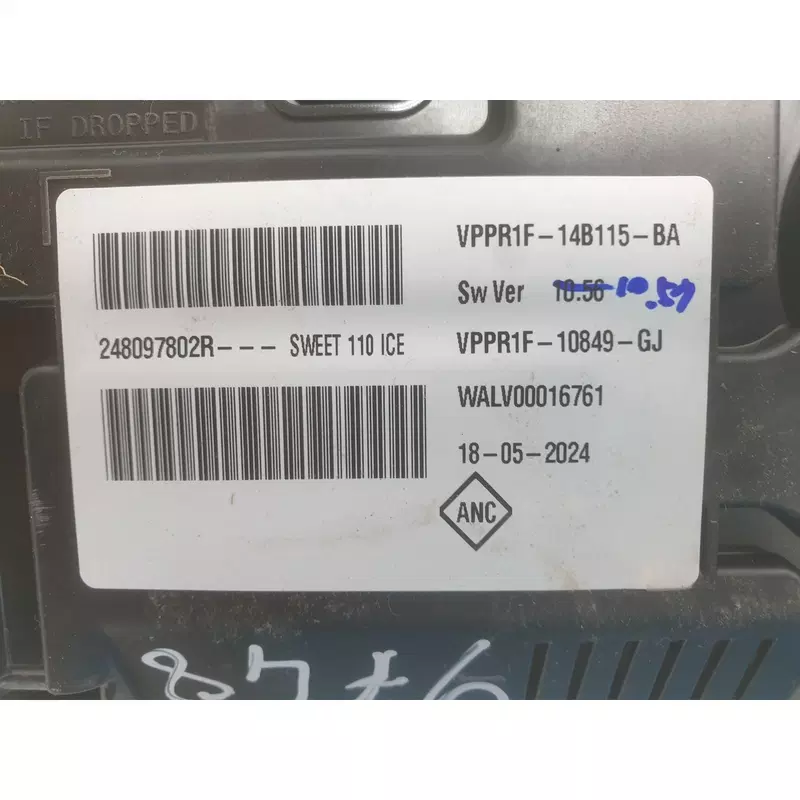 IF DROPPED
VPPR1F-14B115-BA
Sw Ver 10.56 10.59
248097802R--- SWEET 110 ICE
VPPR1F-10849-GJ
WALV00016761
18-05-2024
ANC